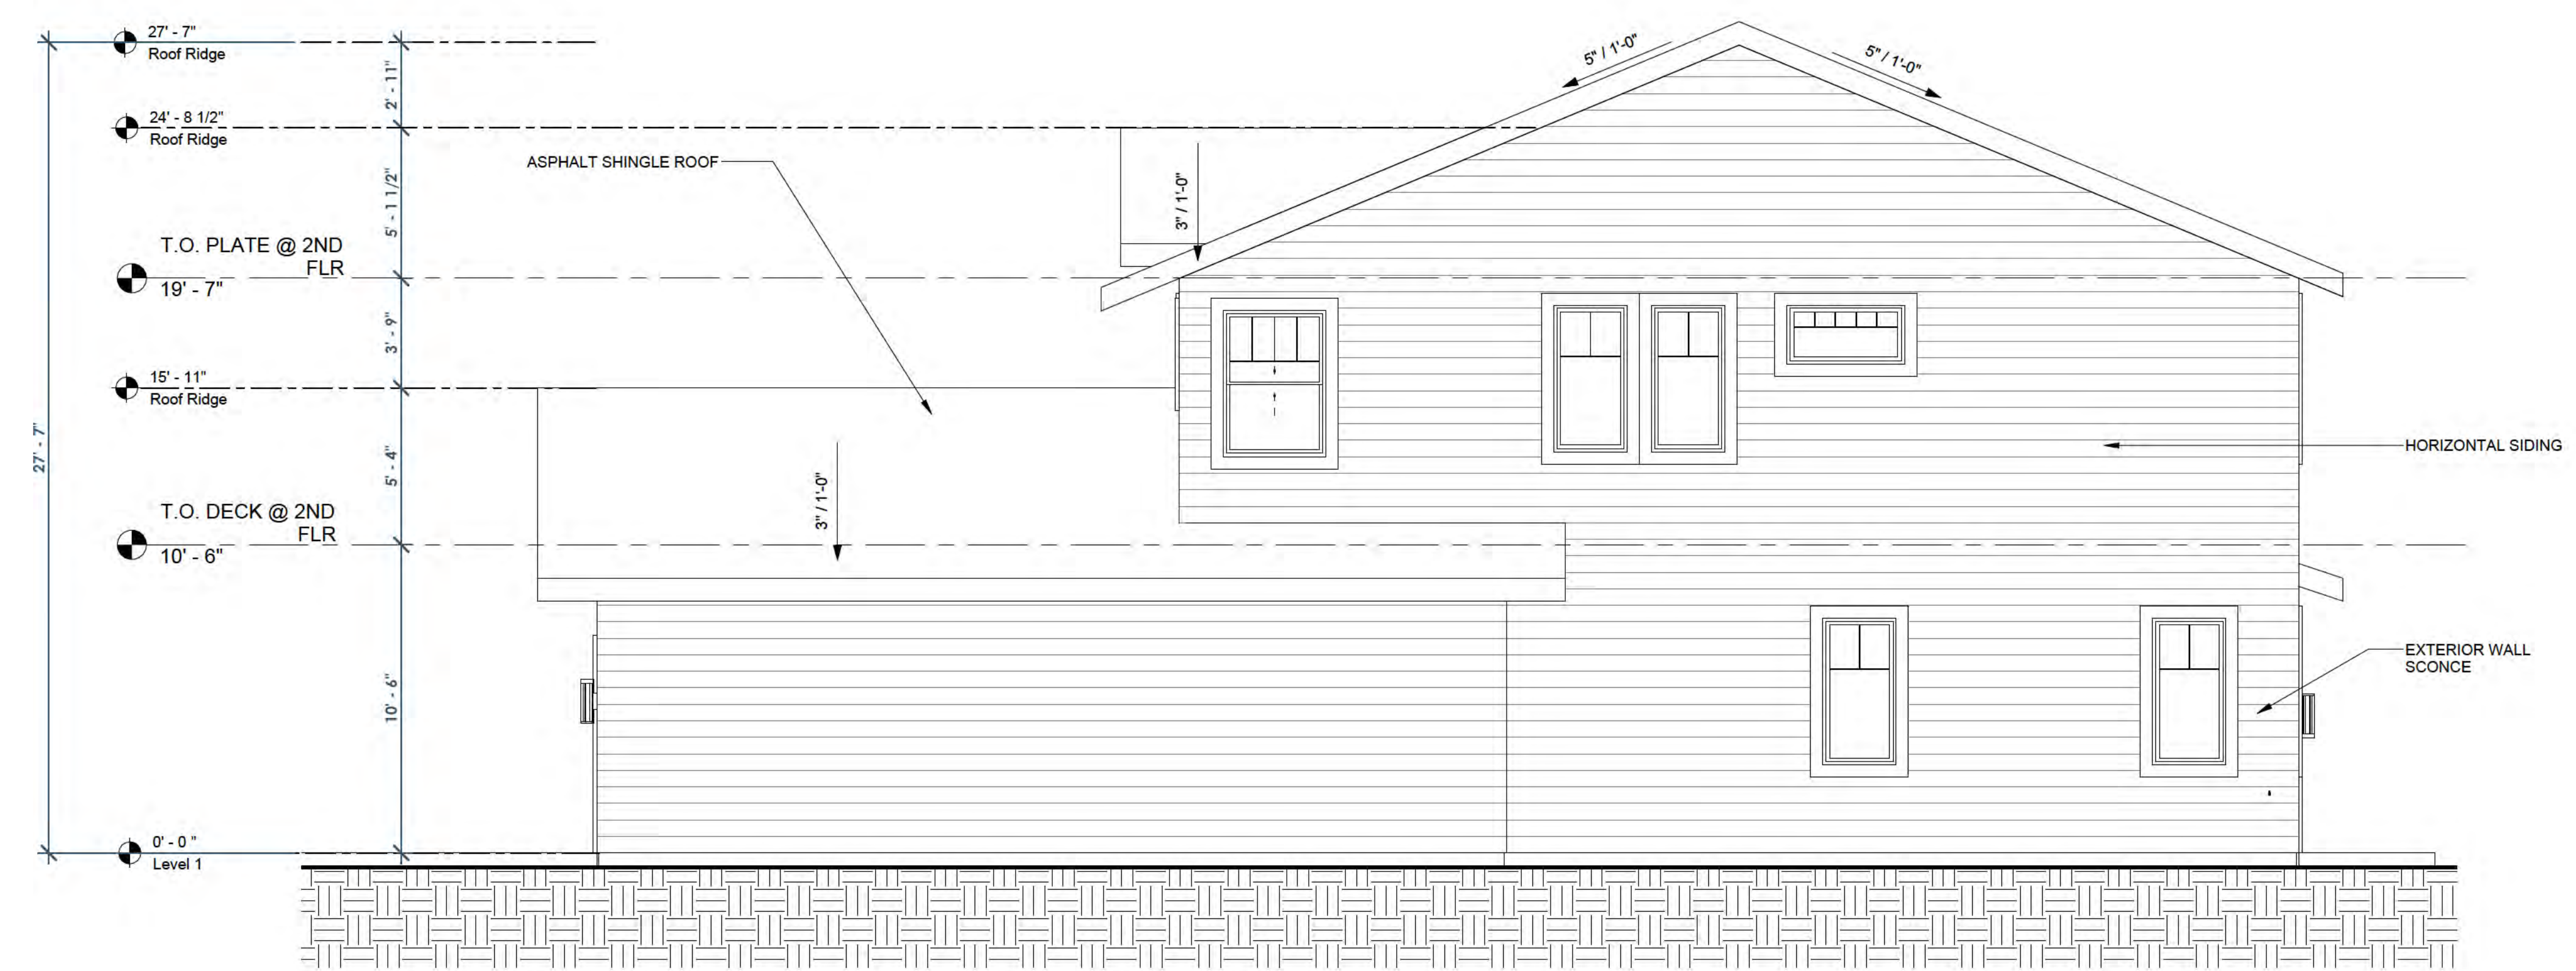 27' - 7"
Roof Ridge
24' - 8 1/2"
Roof Ridge
T.O. PLATE @ 2ND
FLR
19' - 7"
15' - 11"
Roof Ridge
T.O. DECK @ 2ND
FLR
10' - 6"
0' - 0 "
Level 1
27' - 7"
2' - 11"
5' - 1 1/2"
3' - 9"
5' - 4"
10' - 6"
ASPHALT SHINGLE ROOF
3" / 1'-0"
3" / 1'-0"
5" / 1'-0"
5" / 1'-0"
HORIZONTAL SIDING
EXTERIOR WALL
SCONCE